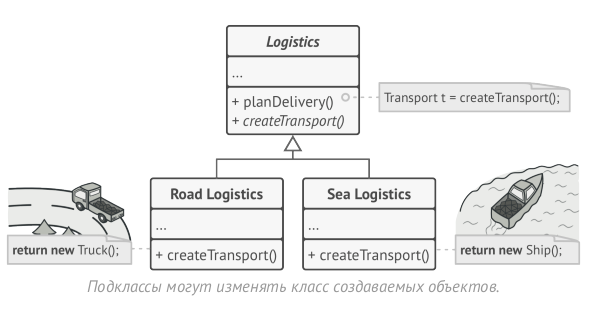 Logistics
...
+ planDelivery()
+ createTransport()
Transport t = createTransport();
Road Logistics
...
+ createTransport()
Sea Logistics
...
+ createTransport()
return new Truck();
return new Ship();
Подклассы могут изменять класс создаваемых объектов.